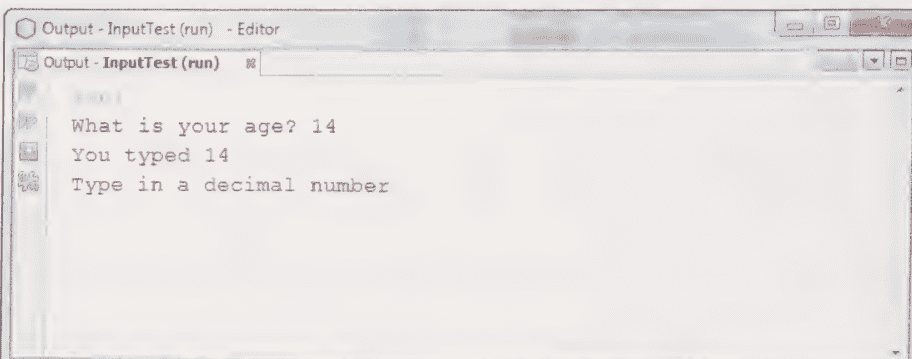 Output - InputTest (run) - Editor
Output - InputTest (run)
What is your age? 14
You typed 14
Type in a decimal number